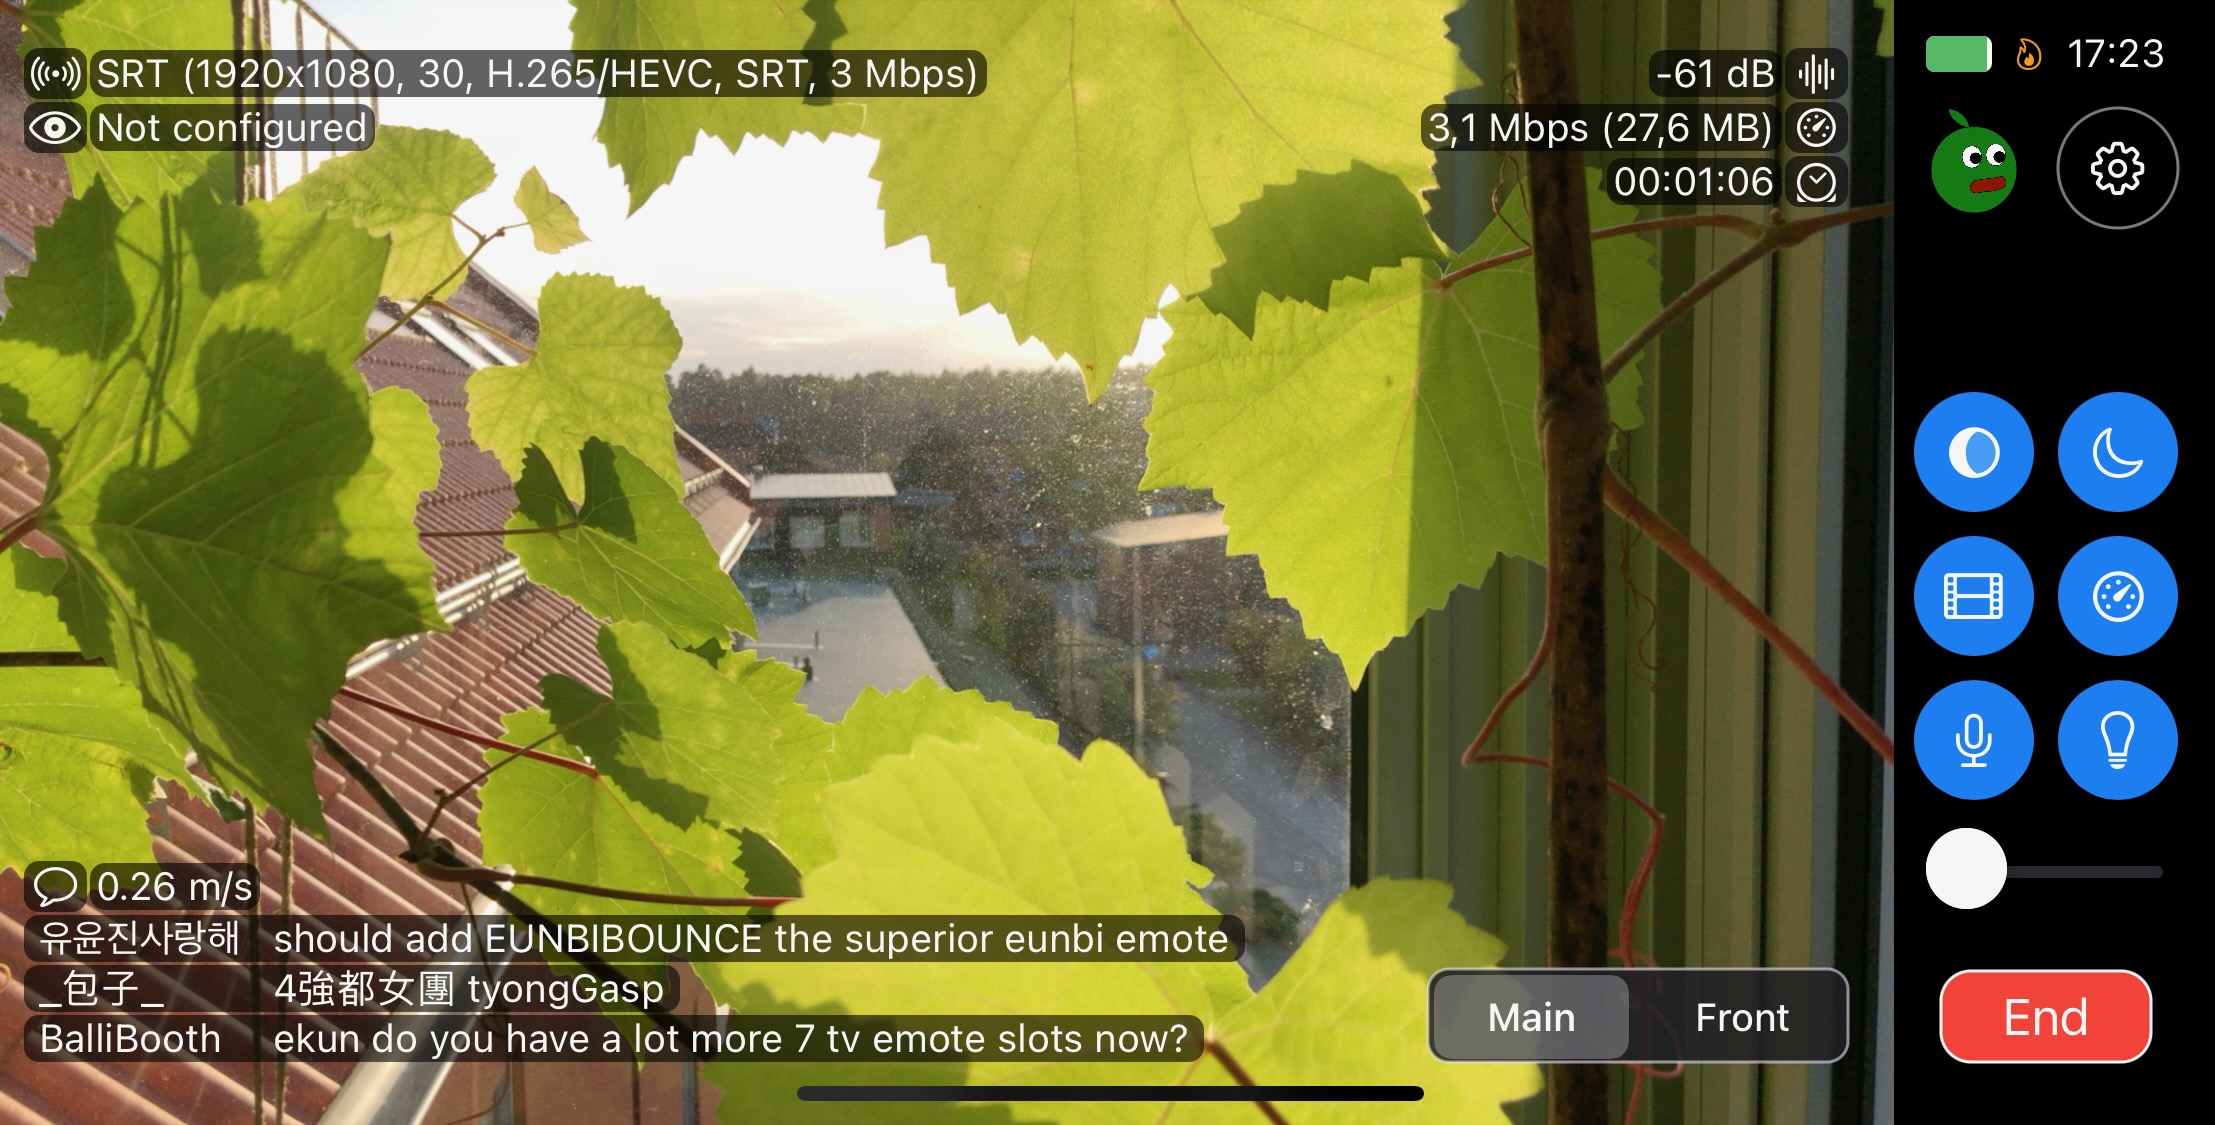 SRT (1920x1080, 30, H.265/HEVC, SRT, 3 Mbps)
Not configured
-61 dB
3,1 Mbps (27,6 MB)
00:01:06
17:23
0.26 m/s
유윤진사랑해 should add EUNBIBOUNCE the superior eunbi emote
_包子_ 4強都女團 tyongGasp
BalliBooth ekun do you have a lot more 7 tv emote slots now?
Main Front
End